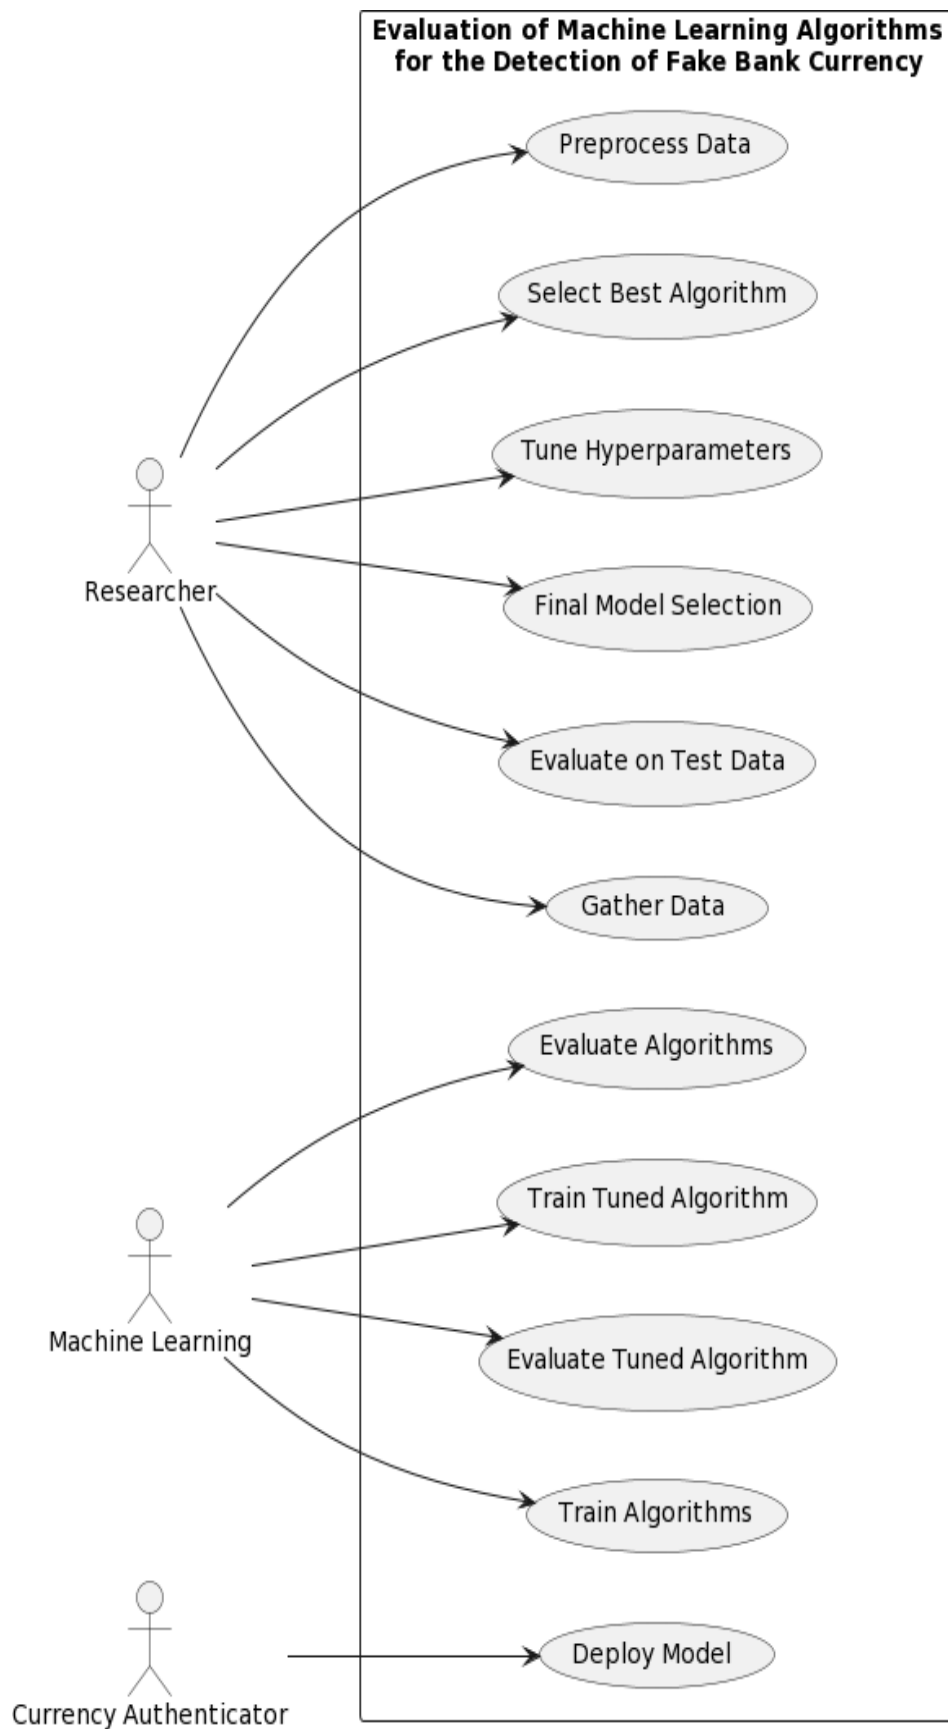 Evaluation of Machine Learning Algorithms
for the Detection of Fake Bank Currency
Preprocess Data
Select Best Algorithm
Tune Hyperparameters
Researcher
Final Model Selection
Evaluate on Test Data
Gather Data
Evaluate Algorithms
Train Tuned Algorithm
Machine Learning
Evaluate Tuned Algorithm
Train Algorithms
Deploy Model
Currency Authenticator